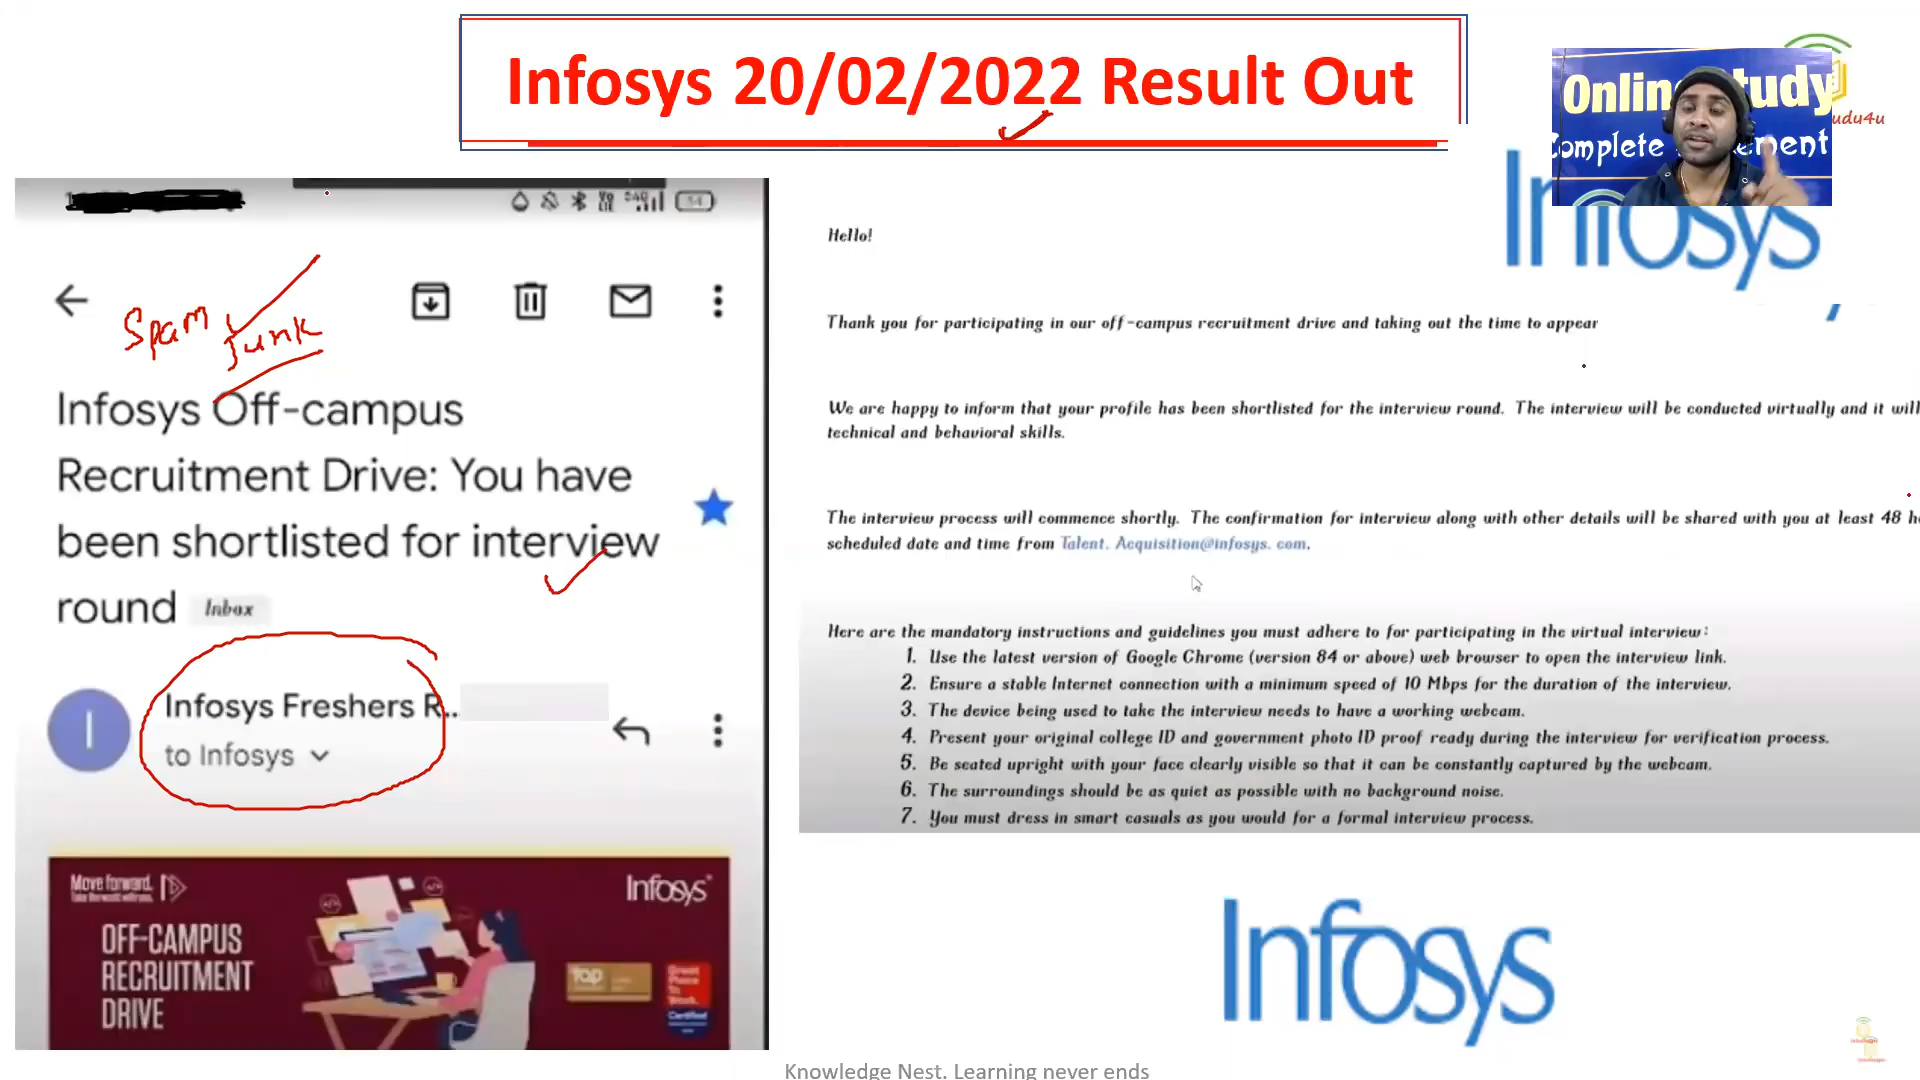 Infosys 20/02/2022 Result Out
Online Study
Complete
udu4u
Infosys
Spam Junk
Infosys Off-campus
Recruitment Drive: You have
been shortlisted for interview
round Inbox
Infosys Freshers R...
to Infosys
Move forward.
Infosys
OFF-CAMPUS
RECRUITMENT
DRIVE
top
Great
Place
To
Work.
Certified
Hello!
Thank you for participating in our off-campus recruitment drive and taking out the time to appear
We are happy to inform that your profile has been shortlisted for the interview round. The interview will be conducted virtually and it will
technical and behavioral skills.
The interview process will commence shortly. The confirmation for interview along with other details will be shared with you at least 48 h
scheduled date and time from Talent. Acquisition@infosys. com.
Here are the mandatory instructions and guidelines you must adhere to for participating in the virtual interview:
1. Use the latest version of Google Chrome (version 84 or above) web browser to open the interview link.
2. Ensure a stable Internet connection with a minimum speed of 10 Mbps for the duration of the interview.
3. The device being used to take the interview needs to have a working webcam.
4. Present your original college ID and government photo ID proof ready during the interview for verification process.
5. Be seated upright with your face clearly visible so that it can be constantly captured by the webcam.
6. The surroundings should be as quiet as possible with no background noise.
7. You must dress in smart casuals as you would for a formal interview process.
Infosys
Knowledge Nest. Learning never ends